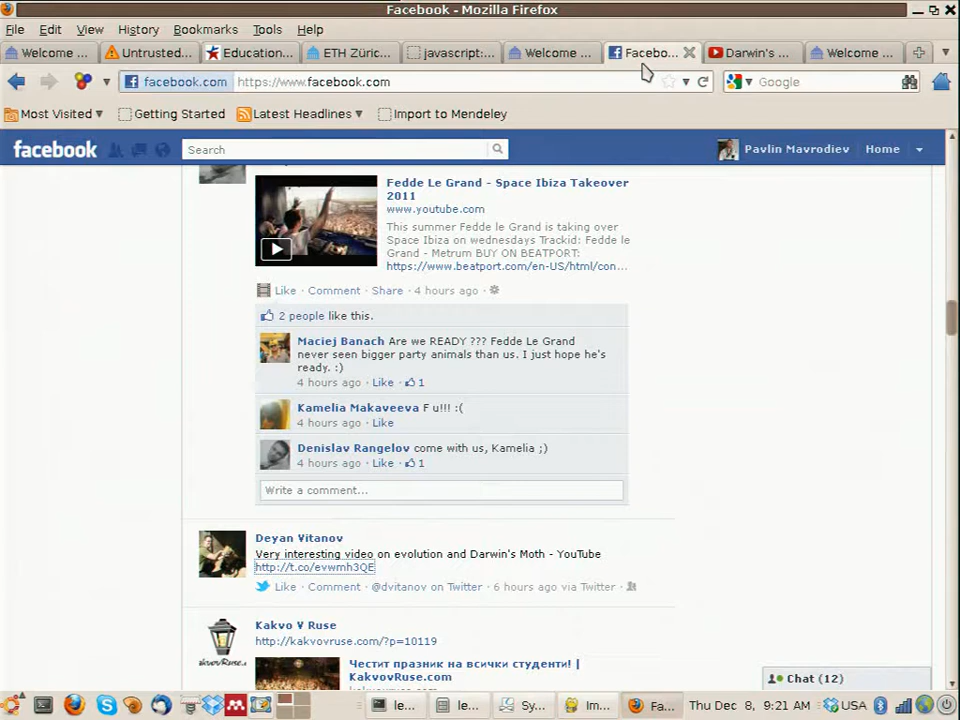 Facebook - Mozilla Firefox
File Edit View History Bookmarks Tools Help
Welcome ... Untrusted... Education... ETH Züric... javascript:... Welcome ... Facebo... Darwin's ... Welcome ...
facebook.com https://www.facebook.com Google
Most Visited Getting Started Latest Headlines Import to Mendeley
facebook Search Pavlin Mavrodiev Home
Fedde Le Grand - Space Ibiza Takeover
2011
www.youtube.com
This summer Fedde le Grand is taking over
Space Ibiza on wednesdays Trackid: Fedde le
Grand - Metrum BUY ON BEATPORT:
https://www.beatport.com/en-US/html/con...
Like · Comment · Share · 4 hours ago ·
2 people like this.
Maciej Banach Are we READY ??? Fedde Le Grand
never seen bigger party animals than us. I just hope he's
ready. :)
4 hours ago · Like · 1
Kamelia Makaveeva F u!!! :(
4 hours ago · Like
Denislav Rangelov come with us, Kamelia ;)
4 hours ago · Like · 1
Write a comment...
Deyan Vitanov
Very interesting video on evolution and Darwin's Moth - YouTube
http://t.co/evwmh3QE
Like · Comment · @dvitanov on Twitter · 6 hours ago via Twitter ·
Kakvo V Ruse
http://kakvovruse.com/?p=10119
Честит празник на всички студенти! |
KakvovRuse.com
Chat (12)
le... le... Sy... Im... Fa... Thu Dec 8, 9:21 AM USA